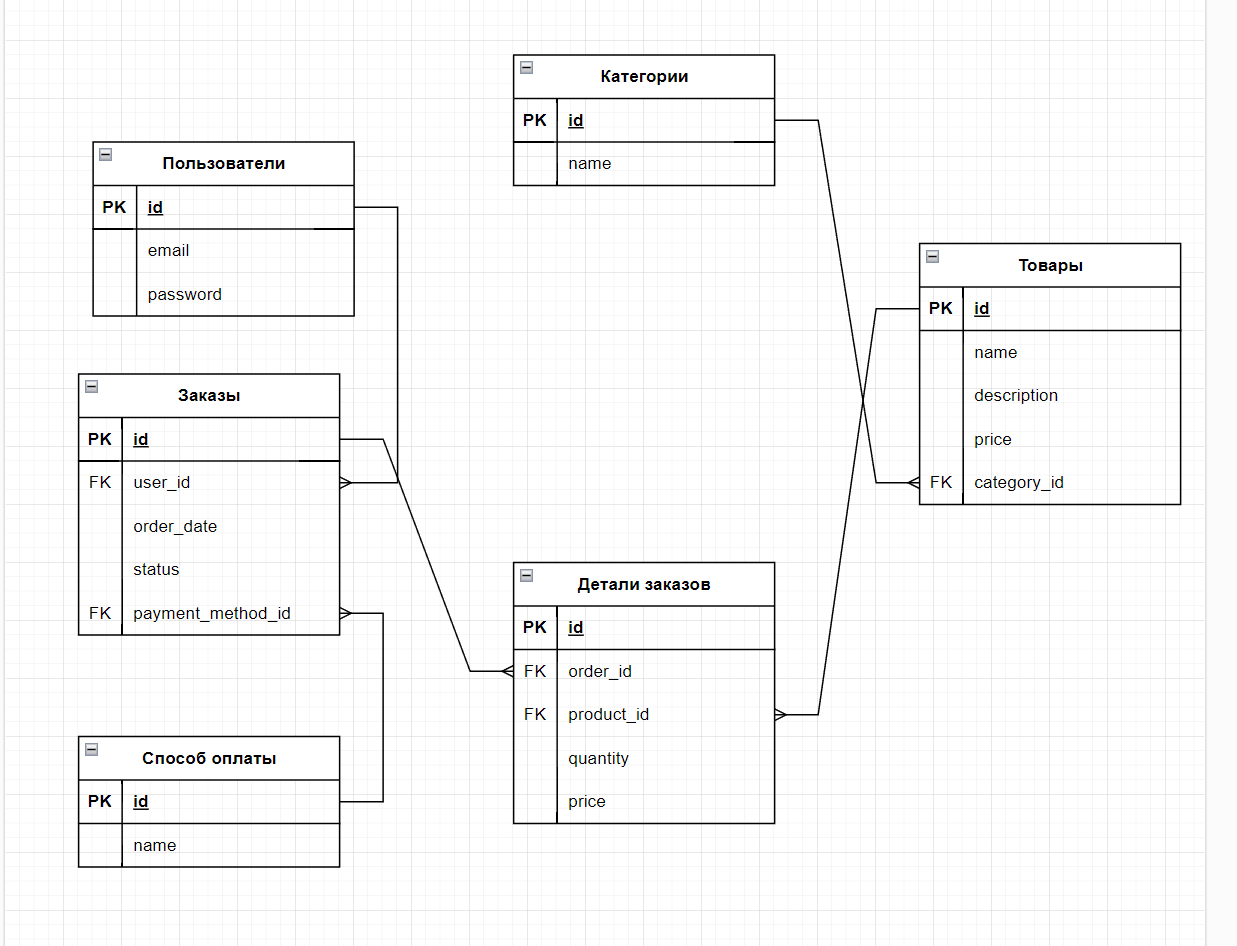 Категории
PK id
name
Пользователи
PK id
email
password
Товары
PK id
name
description
price
FK category_id
Заказы
PK id
FK user_id
order_date
status
FK payment_method_id
Детали заказов
PK id
FK order_id
FK product_id
quantity
price
Способ оплаты
PK id
name